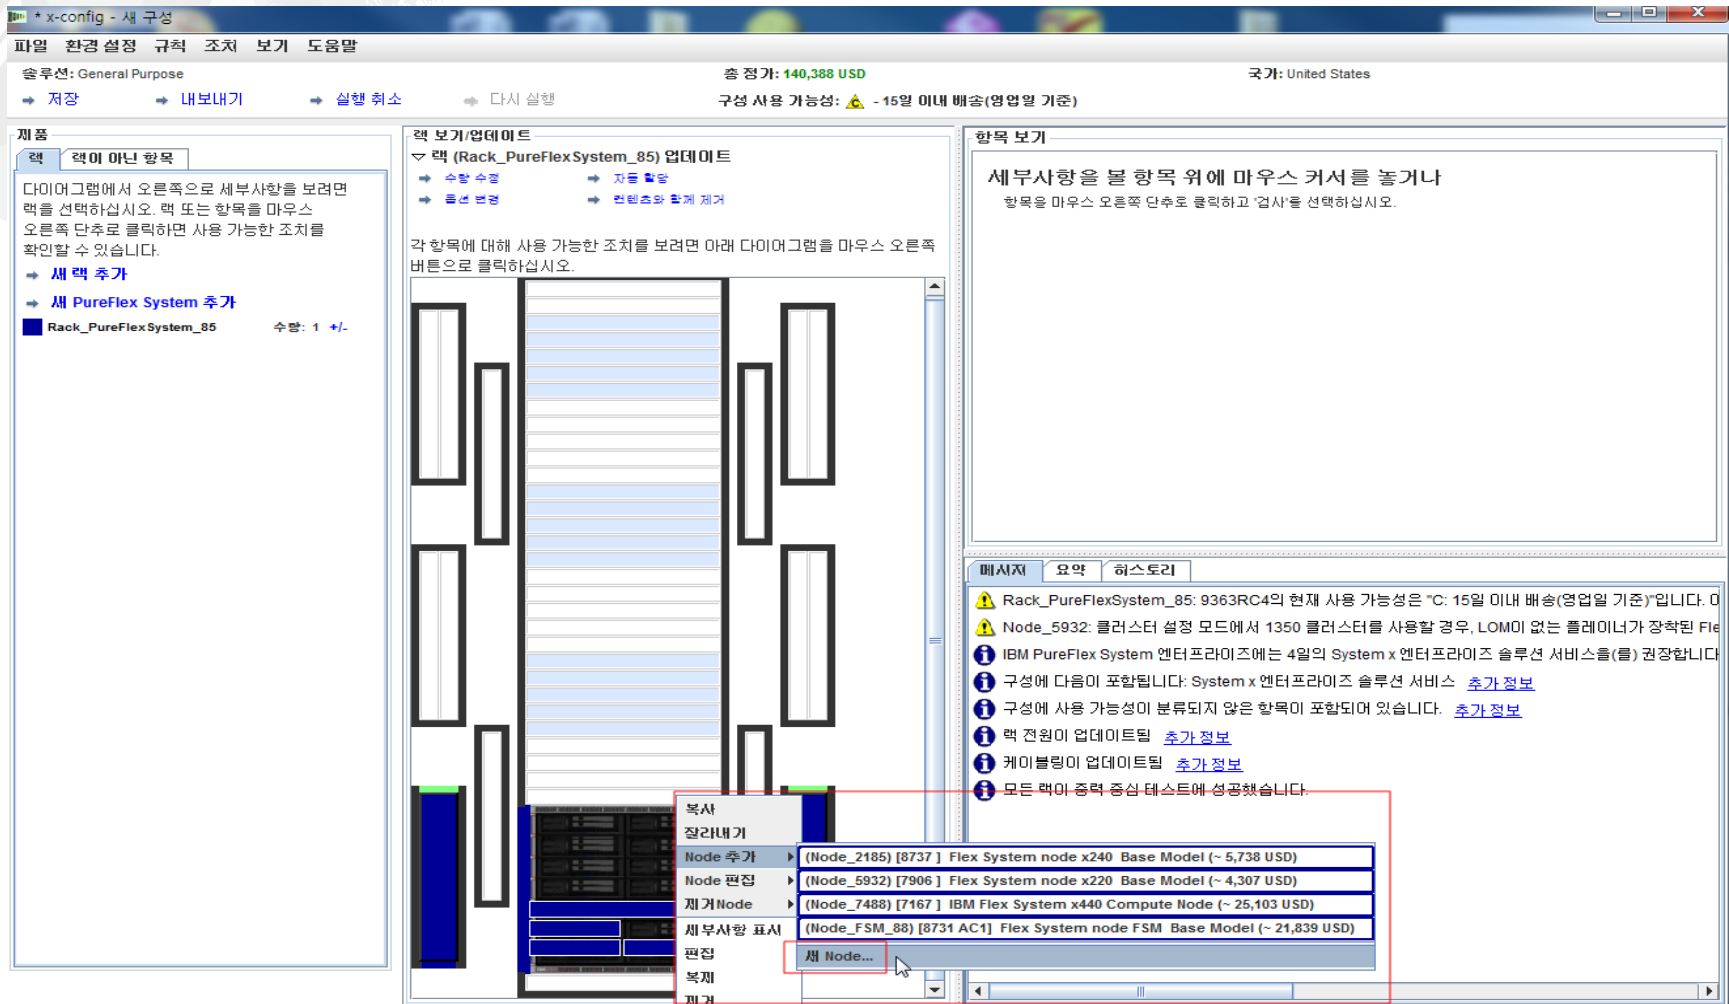 * x-config - 새 구성
파일 환경 설정 규칙 조치 보기 도움말
솔루션: General Purpose
총 정가: 140,388 USD
국가: United States
저장 내보내기 실행 취소 다시 실행
구성 사용 가능성: C - 15일 이내 배송(영업일 기준)
제품
랙 랙이 아닌 항목
다이어그램에서 오른쪽으로 세부사항을 보려면
랙을 선택하십시오. 랙 또는 항목을 마우스
오른쪽 단추로 클릭하면 사용 가능한 조치를
확인할 수 있습니다.
새 랙 추가
새 PureFlex System 추가
Rack_PureFlexSystem_85 수량: 1 +/-
랙 보기/업데이트
랙 (Rack_PureFlexSystem_85) 업데이트
수량 수정 자동 할당
옵션 변경 컨텐츠와 함께 제거
각 항목에 대해 사용 가능한 조치를 보려면 아래 다이어그램을 마우스 오른쪽
버튼으로 클릭하십시오.
복사
잘라내기
Node 추가
Node 편집
제거Node
세부사항 표시
편집
복제
제거
(Node_2185) [8737 ] Flex System node x240 Base Model (~ 5,738 USD)
(Node_5932) [7906 ] Flex System node x220 Base Model (~ 4,307 USD)
(Node_7488) [7167 ] IBM Flex System x440 Compute Node (~ 25,103 USD)
(Node_FSM_88) [8731 AC1] Flex System node FSM Base Model (~ 21,839 USD)
새 Node...
항목 보기
세부사항을 볼 항목 위에 마우스 커서를 놓거나
항목을 마우스 오른쪽 단추로 클릭하고 '검사'를 선택하십시오.
메시지 요약 히스토리
Rack_PureFlexSystem_85: 9363RC4의 현재 사용 가능성은 "C: 15일 이내 배송(영업일 기준)"입니다.
Node_5932: 클러스터 설정 모드에서 1350 클러스터를 사용할 경우, LOM이 없는 플레이너가 장착된 Fle
IBM PureFlex System 엔터프라이즈에는 4일의 System x 엔터프라이즈 솔루션 서비스을(를) 권장합니다
구성에 다음이 포함됩니다: System x 엔터프라이즈 솔루션 서비스 추가 정보
구성에 사용 가능성이 분류되지 않은 항목이 포함되어 있습니다. 추가 정보
랙 전원이 업데이트됨 추가 정보
케이블링이 업데이트됨 추가 정보
모든 랙이 중력 중심 테스트에 성공했습니다.